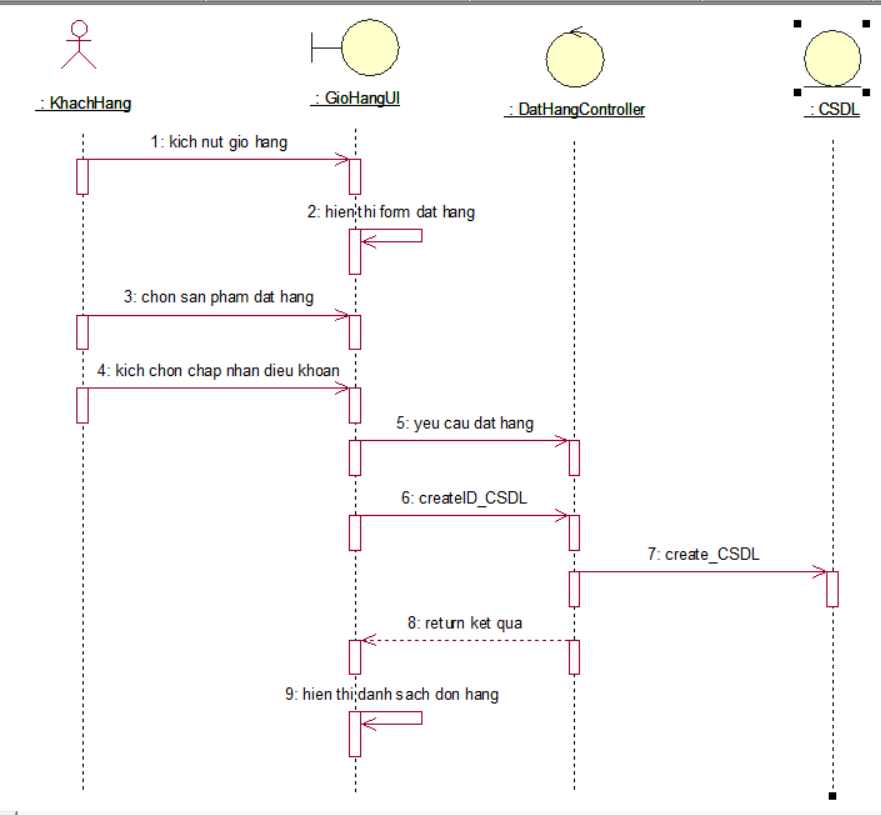 : KhachHang
: GioHangUI
: DatHangController
: CSDL
1: kich nut gio hang
2: hien thi form dat hang
3: chon san pham dat hang
4: kich chon chap nhan dieu khoan
5: yeu cau dat hang
6: createID_CSDL
7: create_CSDL
8: return ket qua
9: hien thi danh sach don hang